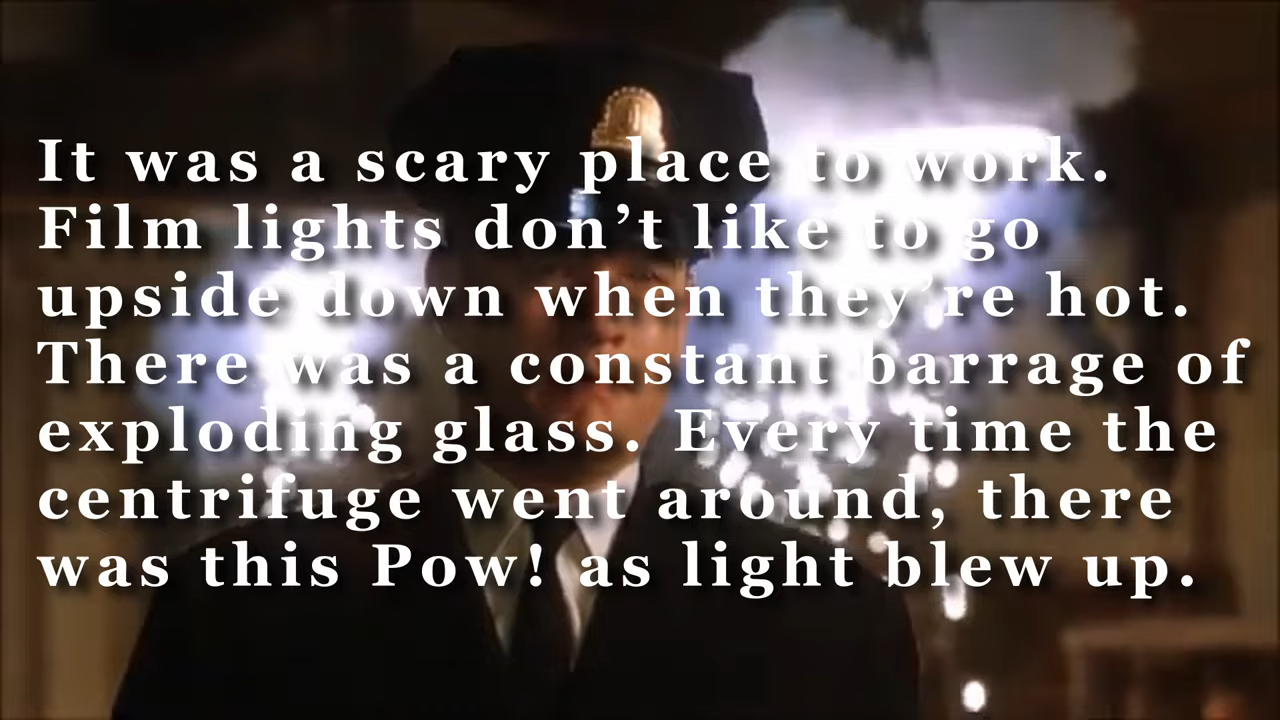 It was a scary place to work.
Film lights don’t like to go
upside down when they’re hot.
There was a constant barrage of
exploding glass. Every time the
centrifuge went around, there
was this Pow! as light blew up.